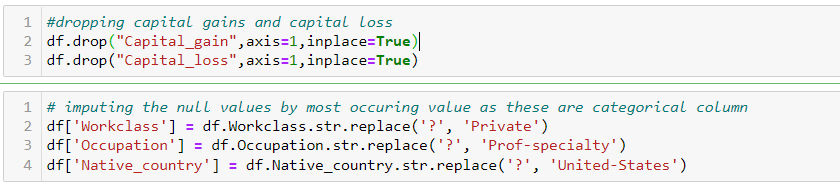 1 #dropping capital gains and capital loss
2 df.drop("Capital_gain",axis=1,inplace=True)
3 df.drop("Capital_loss",axis=1,inplace=True)
1 # imputing the null values by most occuring value as these are categorical column
2 df['Workclass'] = df.Workclass.str.replace('?', 'Private')
3 df['Occupation'] = df.Occupation.str.replace('?', 'Prof-specialty')
4 df['Native_country'] = df.Native_country.str.replace('?', 'United-States')